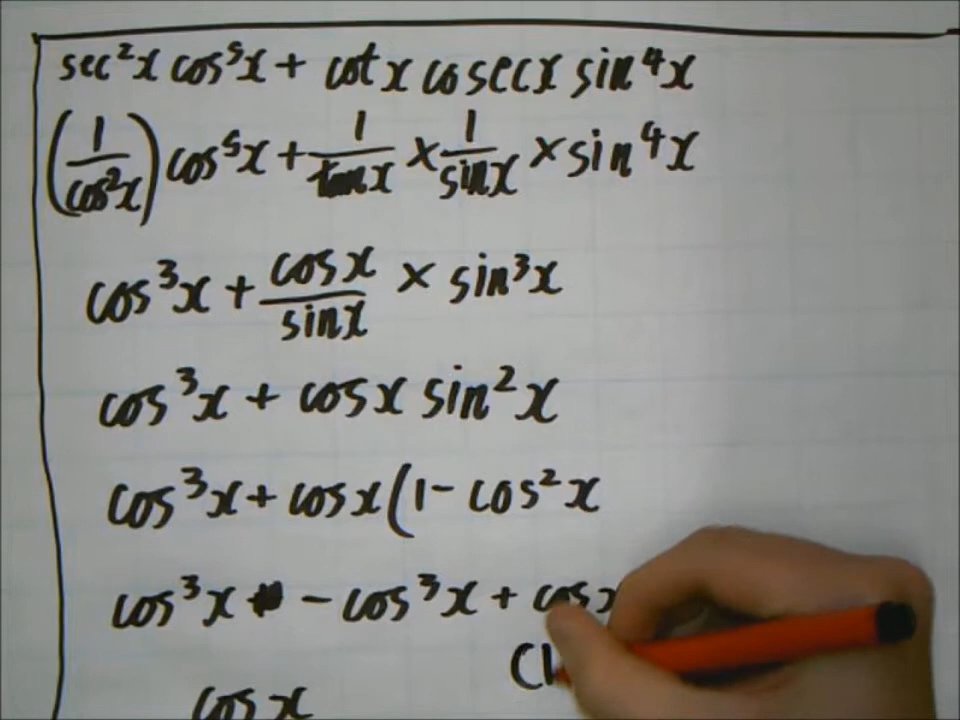 sec²x cos⁵x + cot x cosec x sin⁴x
(1/cos²x) cos⁵x + 1/tan x × 1/sin x × sin⁴x
cos³x + cos x/sin x × sin³x
cos³x + cos x sin²x
cos³x + cos x (1 - cos²x
cos³x - cos³x + cos x
cos x